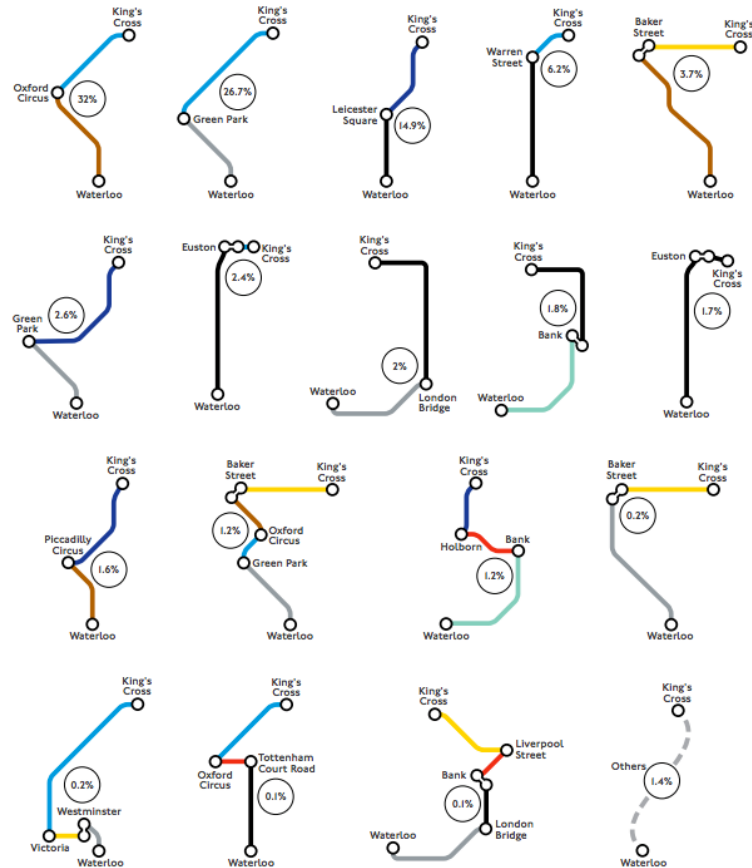 King's
Cross
Oxford
Circus
32%
Waterloo
King's
Cross
26.7%
Green Park
Waterloo
King's
Cross
Leicester
Square
14.9%
Waterloo
King's
Cross
Warren
Street
6.2%
Waterloo
Baker
Street
King's
Cross
3.7%
Waterloo
King's
Cross
2.6%
Green
Park
Waterloo
Euston
King's
Cross
2.4%
Waterloo
King's
Cross
2%
Waterloo
London
Bridge
King's
Cross
1.8%
Bank
Waterloo
Euston
King's
Cross
1.7%
Waterloo
King's
Cross
Piccadilly
Circus
1.6%
Waterloo
Baker
Street
King's
Cross
1.2%
Oxford
Circus
Green Park
Waterloo
King's
Cross
Holborn
Bank
1.2%
Waterloo
Baker
Street
King's
Cross
0.2%
Waterloo
King's
Cross
0.2%
Westminster
Victoria
Waterloo
King's
Cross
Oxford
Circus
Tottenham
Court Road
0.1%
Waterloo
King's
Cross
Liverpool
Street
Bank
0.1%
London
Bridge
Waterloo
King's
Cross
Others
1.4%
Waterloo